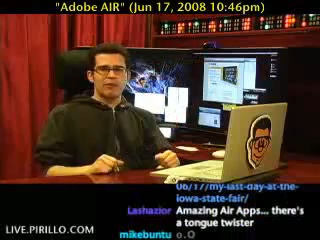 "Adobe AIR" (Jun 17, 2008 10:46pm)
06/17/my-last-day-at-the-
iowa-state-fair/
Lashazior Amazing Air Apps... there's
a tongue twister
mikebuntu o.O
LIVE.PIRILLO.COM